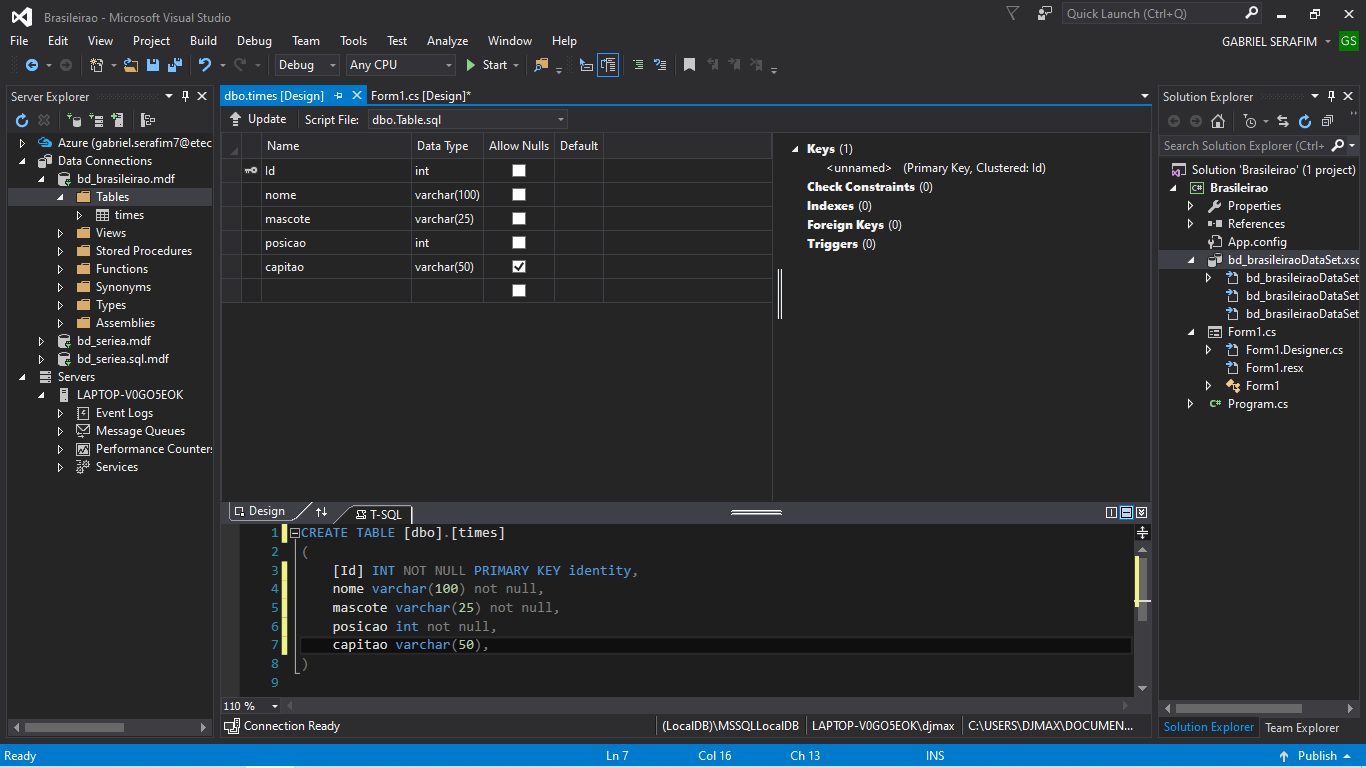 Brasileirao - Microsoft Visual Studio
Quick Launch (Ctrl+Q)
File Edit View Project Build Debug Team Tools Test Analyze Window Help
GABRIEL SERAFIM GS
Debug Any CPU Start
Server Explorer
Azure (gabriel.serafim7@etec
Data Connections
bd_brasileirao.mdf
Tables
times
Views
Stored Procedures
Functions
Synonyms
Types
Assemblies
bd_seriea.mdf
bd_seriea.sql.mdf
Servers
LAPTOP-V0GO5EOK
Event Logs
Message Queues
Performance Counters
Services
dbo.times [Design] Form1.cs [Design]*
Update Script File: dbo.Table.sql
Name Data Type Allow Nulls Default
Id int
nome varchar(100)
mascote varchar(25)
posicao int
capitao varchar(50)
Keys (1)
<unnamed> (Primary Key, Clustered: Id)
Check Constraints (0)
Indexes (0)
Foreign Keys (0)
Triggers (0)
Design T-SQL
1 CREATE TABLE [dbo].[times]
2 (
3 [Id] INT NOT NULL PRIMARY KEY identity,
4 nome varchar(100) not null,
5 mascote varchar(25) not null,
6 posicao int not null,
7 capitao varchar(50),
8 )
9
110 %
Connection Ready (LocalDB)\MSSQLLocalDB LAPTOP-V0GO5EOK\djmax C:\USERS\DJMAX\DOCUMEN...
Solution Explorer
Search Solution Explorer (Ctrl+
Solution 'Brasileirao' (1 project)
C# Brasileirao
Properties
References
App.config
bd_brasileiraoDataSet.xsd
bd_brasileiraoDataSet
bd_brasileiraoDataSet
bd_brasileiraoDataSet
Form1.cs
Form1.Designer.cs
Form1.resx
Form1
C# Program.cs
Solution Explorer Team Explorer
Ready Ln 7 Col 16 Ch 13 INS Publish